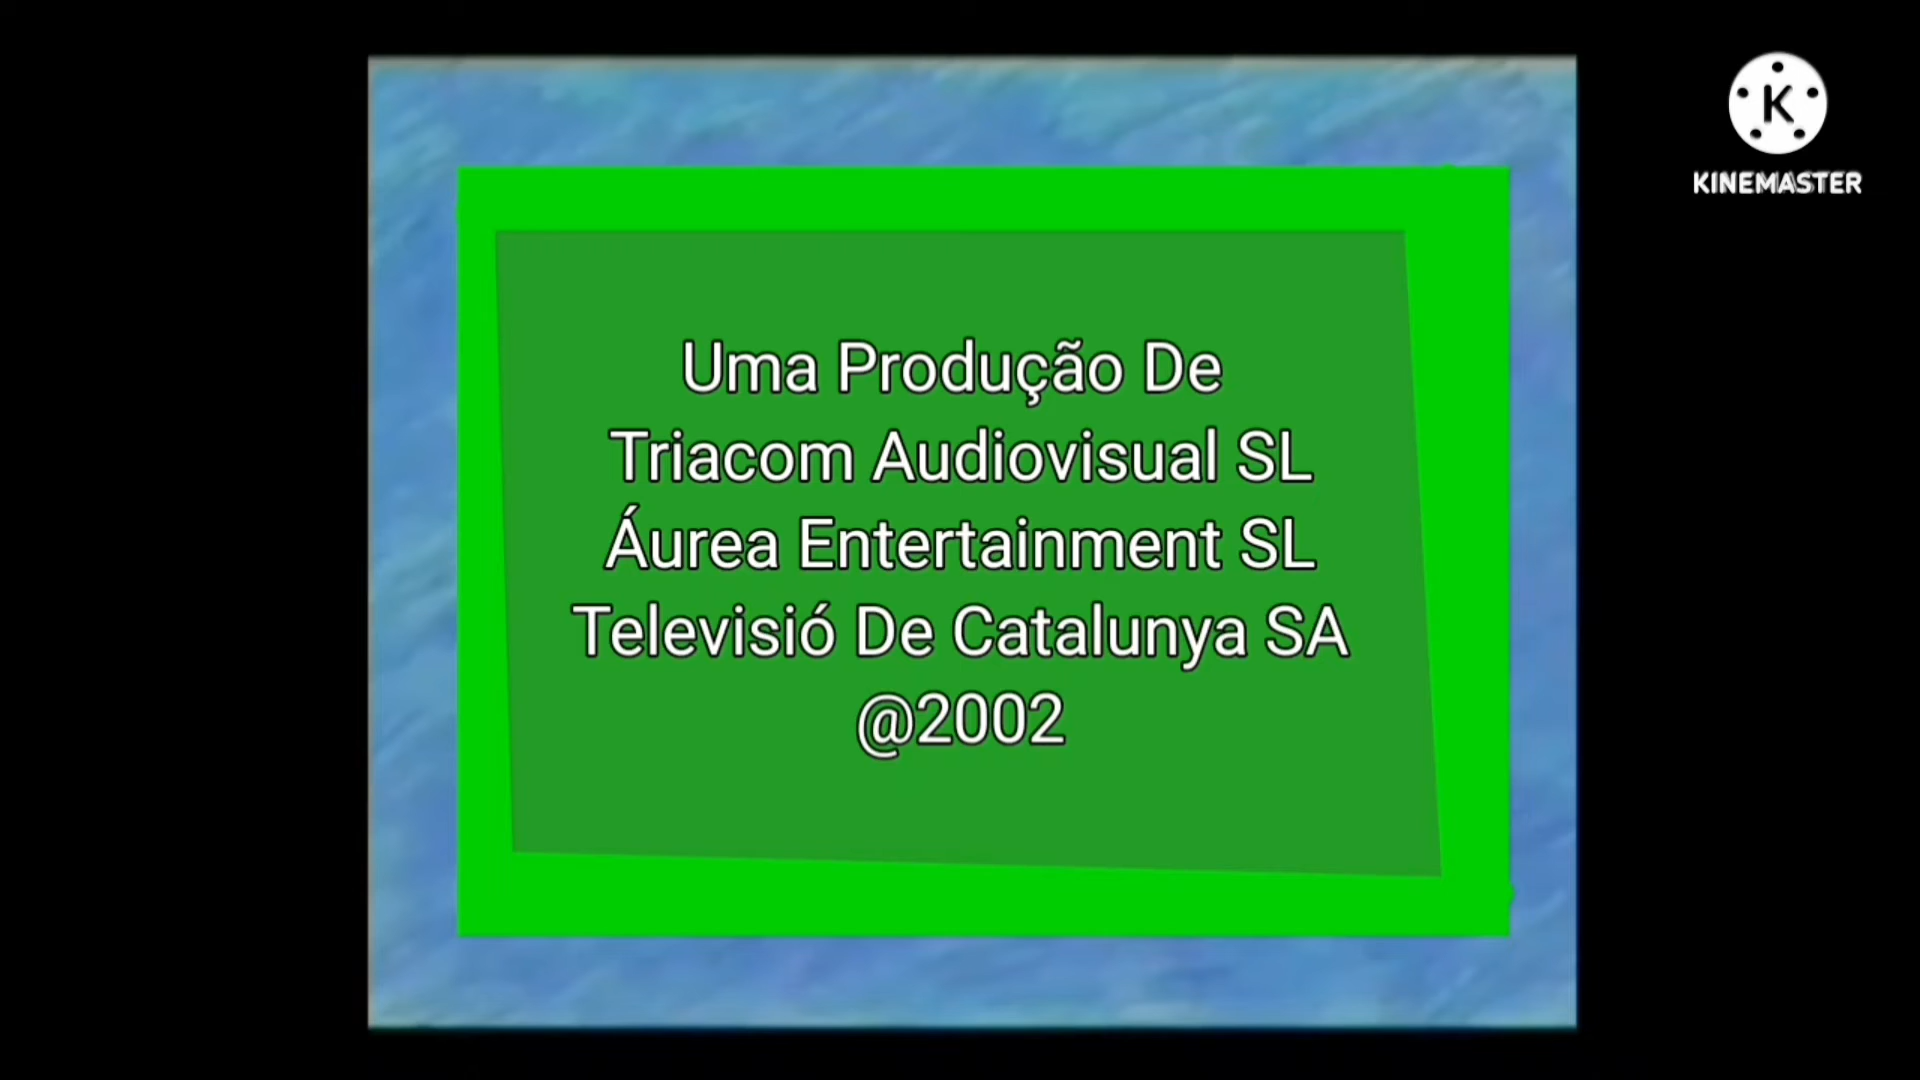 Uma Produção De
Triacom Audiovisual SL
Áurea Entertainment SL
Televisió De Catalunya SA
@2002
K
KINEMASTER